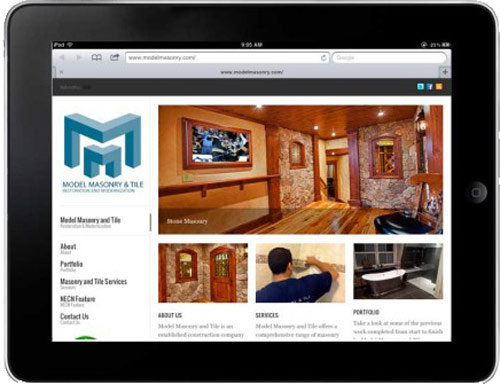 iPad
9:05 AM
23%
www.modelmasonry.com/
Google
www.modelmasonry.com/
MODEL MASONRY & TILE
RESTORATION AND MODERNIZATION
Stone Masonry
Model Masonry and Tile
Restoration & Modernization
About
About
Portfolio
Portfolio
Masonry and Tile Services
Services
NECN Feature
NECN Feature
Contact Us
Contact Us
ABOUT US
Model Masonry and Tile is an
established construction company
SERVICES
Model Masonry and Tile offers a
comprehensive range of masonry
PORTFOLIO
Take a look at some of the previous
work completed from start to finish